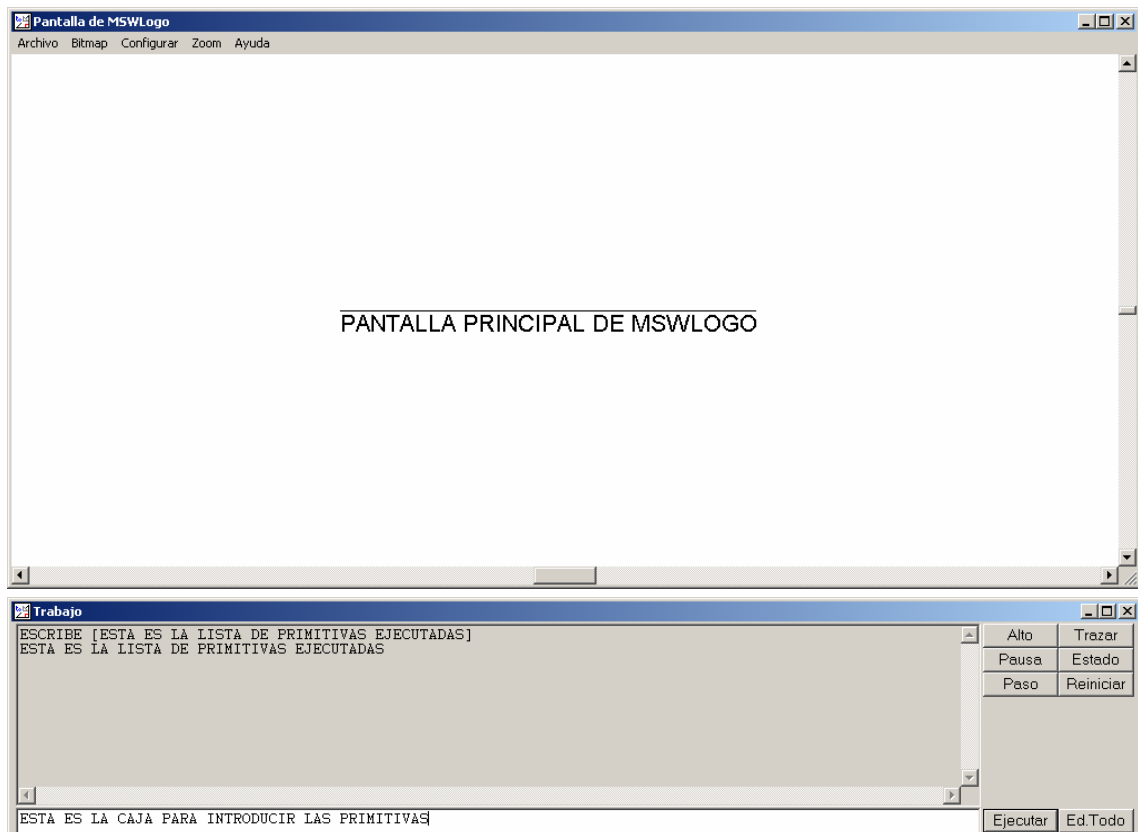 Pantalla de MSWLogo
Archivo Bitmap Configurar Zoom Ayuda
PANTALLA PRINCIPAL DE MSWLOGO
Trabajo
ESCRIBE [ESTA ES LA LISTA DE PRIMITIVAS EJECUTADAS]
ESTA ES LA LISTA DE PRIMITIVAS EJECUTADAS
Alto Trazar
Pausa Estado
Paso Reiniciar
ESTA ES LA CAJA PARA INTRODUCIR LAS PRIMITIVAS
Ejecutar Ed.Todo